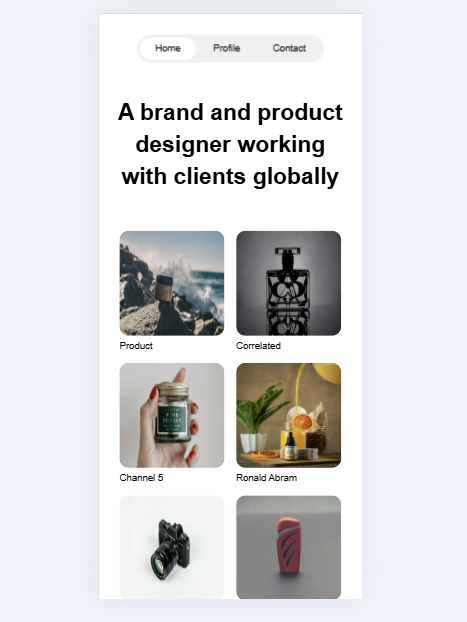 Home Profile Contact
A brand and product
designer working
with clients globally
Product Correlated
Channel 5 Ronald Abram